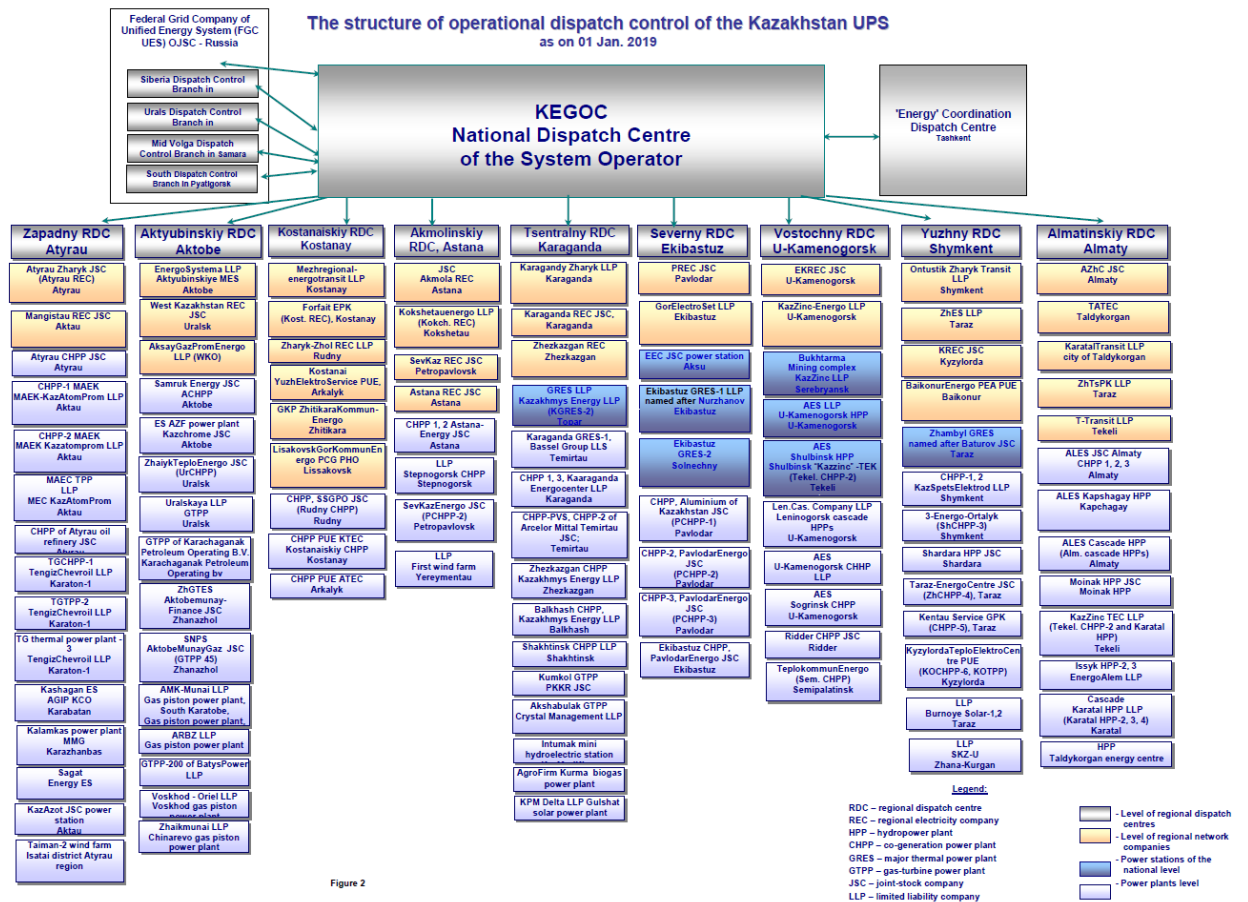 Federal Grid Company of
Unified Energy System (FGC
UES) OJSC - Russia
The structure of operational dispatch control of the Kazakhstan UPS
as on 01 Jan. 2019
Siberia Dispatch Control
Branch in
Urals Dispatch Control
Branch in
Mid Volga Dispatch
Control Branch in Samara
South Dispatch Control
Branch in Pyatigorsk
KEGOC
National Dispatch Centre
of the System Operator
'Energy' Coordination
Dispatch Centre
Tashkent
Zapadny RDC
Atyrau
Atyrau Zharyk JSC
(Atyrau REC)
Atyrau
Mangistau REC JSC
Aktau
Atyrau CHPP JSC
Atyrau
CHPP-1 MAEK
MAEK-KazAtomProm LLP
Aktau
CHPP-2 MAEK
MAEK Kazatomprom LLP
Aktau
MAEC TPP
LLP
MEC KazAtomProm
Aktau
CHPP of Atyrau oil
refinery JSC
Atyrau
TGCHPP-1
TengizChevroil LLP
Karaton-1
TGTPP-2
TengizChevroil LLP
Karaton-1
TG thermal power plant -
3
TengizChevroil LLP
Karaton-1
Kashagan ES
AGIP KCO
Karabatan
Kalamkas power plant
MMG
Karazhanbas
Sagat
Energy ES
KazAzot JSC power
station
Aktau
Taiman-2 wind farm
Isatai district Atyrau
region
Aktyubinskiy RDC
Aktobe
EnergoSystema LLP
Aktyubinskiye MES
Aktobe
West Kazakhstan REC
JSC
Uralsk
AksayGazPromEnergo
LLP (WKO)
Samruk Energy JSC
ACHPP
Aktobe
ES AZF power plant
Kazchrome JSC
Aktobe
ZhaiykTeploEnergo JSC
(UrCHPP)
Uralsk
Uralskaya LLP
GTPP
Uralsk
GTPP of Karachaganak
Petroleum Operating B.V.
Karachaganak Petroleum
Operating bv
ZhGTES
Aktobemunay-
Finance JSC
Zhanazhol
SNPS
AktobeMunayGaz JSC
(GTPP 45)
Zhanazhol
AMK-Munai LLP
Gas piston power plant,
South Karatobe,
Gas piston power plant,
ARBZ LLP
Gas piston power plant
GTPP-200 of BatysPower
LLP
Voskhod - Oriel LLP
Voskhod gas piston
power plant
Zhaikmunai LLP
Chinarevo gas piston
power plant
Kostanaiskiy RDC
Kostanay
Mezhregional-
energotransit LLP
Kostanay
Forfait EPK
(Kost. REC), Kostanay
Zharyk-Zhol REC LLP
Rudny
Kostanai
YuzhElektroService PUE,
Arkalyk
GKP ZhitikaraKommun-
Energo
Zhitikara
LisakovskGorKommunEn
ergo PCG PHO
Lissakovsk
CHPP, SSGPO JSC
(Rudny CHPP)
Rudny
CHPP PUE KTEC
Kostanaiskiy CHPP
Kostanay
CHPP PUE ATEC
Arkalyk
Akmolinskiy
RDC, Astana
JSC
Akmola REC
Astana
Kokshetauenergo LLP
(Kokch. REC)
Kokshetau
SevKaz REC JSC
Petropavlovsk
Astana REC JSC
Astana
CHPP 1, 2 Astana-
Energy JSC
Astana
LLP
Stepnogorsk CHPP
Stepnogorsk
SevKazEnergo JSC
(PCHPP-2)
Petropavlovsk
LLP
First wind farm
Yereymentau
Tsentralny RDC
Karaganda
Karagandy Zharyk LLP
Karaganda
Karaganda REC JSC,
Karaganda
Zhezkazgan REC
Zhezkazgan
GRES LLP
Kazakhmys Energy LLP
(KGRES-2)
Topar
Karaganda GRES-1,
Bassel Group LLS
Temirtau
CHPP 1, 3, Kaaraganda
Energocenter LLP
Karaganda
CHPP-PVS, CHPP-2 of
Arcelor Mittal Temirtau
JSC;
Temirtau
Zhezkazgan CHPP
Kazakhmys Energy LLP
Zhezkazgan
Balkhash CHPP,
Kazakhmys Energy LLP
Balkhash
Shakhtinsk CHPP LLP
Shakhtinsk
Kumkol GTPP
PKKR JSC
Akshabulak GTPP
Crystal Management LLP
Intumak mini
hydroelectric station
AgroFirm Kurma biogas
power plant
KPM Delta LLP Gulshat
solar power plant
Severny RDC
Ekibastuz
PREC JSC
Pavlodar
GorElectroSet LLP
Ekibastuz
EEC JSC power station
Aksu
Ekibastuz GRES-1 LLP
named after Nurzhanov
Ekibastuz
Ekibastuz
GRES-2
Solnechny
CHPP, Aluminium of
Kazakhstan JSC
(PCHPP-1)
Pavlodar
CHPP-2, PavlodarEnergo
JSC
(PCHPP-2)
Pavlodar
CHPP-3, PavlodarEnergo
JSC
(PCHPP-3)
Pavlodar
Ekibastuz CHPP,
PavlodarEnergo JSC
Ekibastuz
Vostochny RDC
U-Kamenogorsk
EKREC JSC
U-Kamenogorsk
KazZinc-Energo LLP
U-Kamenogorsk
Bukhtarma
Mining complex
KazZinc LLP
Serebryansk
AES LLP
U-Kamenogorsk HPP
U-Kamenogorsk
AES
Shulbinsk HPP
Shulbinsk "Kazzinc" -TEK
(Tekel. CHPP-2)
Tekeli
Len.Cas. Company LLP
Leninogorsk cascade
HPPs
AES
U-Kamenogorsk CHHP
LLP
AES
Sogrinsk CHPP
U-Kamenogorsk
Ridder CHPP JSC
Ridder
TeplokommunEnergo
(Sem. CHPP)
Semipalatinsk
Yuzhny RDC
Shymkent
Ontustik Zharyk Transit
LLP
Shymkent
ZhES LLP
Taraz
KREC JSC
Kyzylorda
BaikonurEnergo PEA PUE
Baikonur
Zhambyl GRES
named after Baturov JSC
Taraz
CHPP-1, 2
KazSpetsElektrod LLP
Shymkent
3-Energo-Ortalyk
(ShCHPP-3)
Shymkent
Shardara HPP JSC
Shardara
Taraz-EnergoCentre JSC
(ZhCHPP-4), Taraz
Kentau Service GPK
(CHPP-5), Taraz
KyzylordaTeploElektroCen
tre PUE
(KOCHPP-6, KOTPP)
Kyzylorda
LLP
Burnoye Solar-1,2
Taraz
LLP
SKZ-U
Zhana-Kurgan
Almatinskiy RDC
Almaty
AZhC JSC
Almaty
TATEC
Taldykorgan
KaratalTransit LLP
city of Taldykorgan
ZhTsPK LLP
Taraz
T-Transit LLP
Tekeli
ALES JSC Almaty
CHPP 1, 2, 3
Almaty
ALES Kapshagay HPP
Kapchagay
ALES Cascade HPP
(Alm. cascade HPPs)
Almaty
Moinak HPP JSC
Moinak HPP
KazZinc TEC LLP
(Tekel. CHPP-2 and Karatal
HPP)
Tekeli
Issyk HPP-2, 3
EnergoAlem LLP
Cascade
Karatal HPP LLP
(Karatal HPP-2, 3, 4)
Karatal
HPP
Taldykorgan energy centre
Legend:
RDC – regional dispatch centre
REC – regional electricity company
HPP – hydropower plant
CHPP – co-generation power plant
GRES – major thermal power plant
GTPP – gas-turbine power plant
JSC – joint-stock company
LLP – limited liability company
- Level of regional dispatch
centres
- Level of regional network
companies
- Power stations of the
national level
- Power plants level
Figure 2